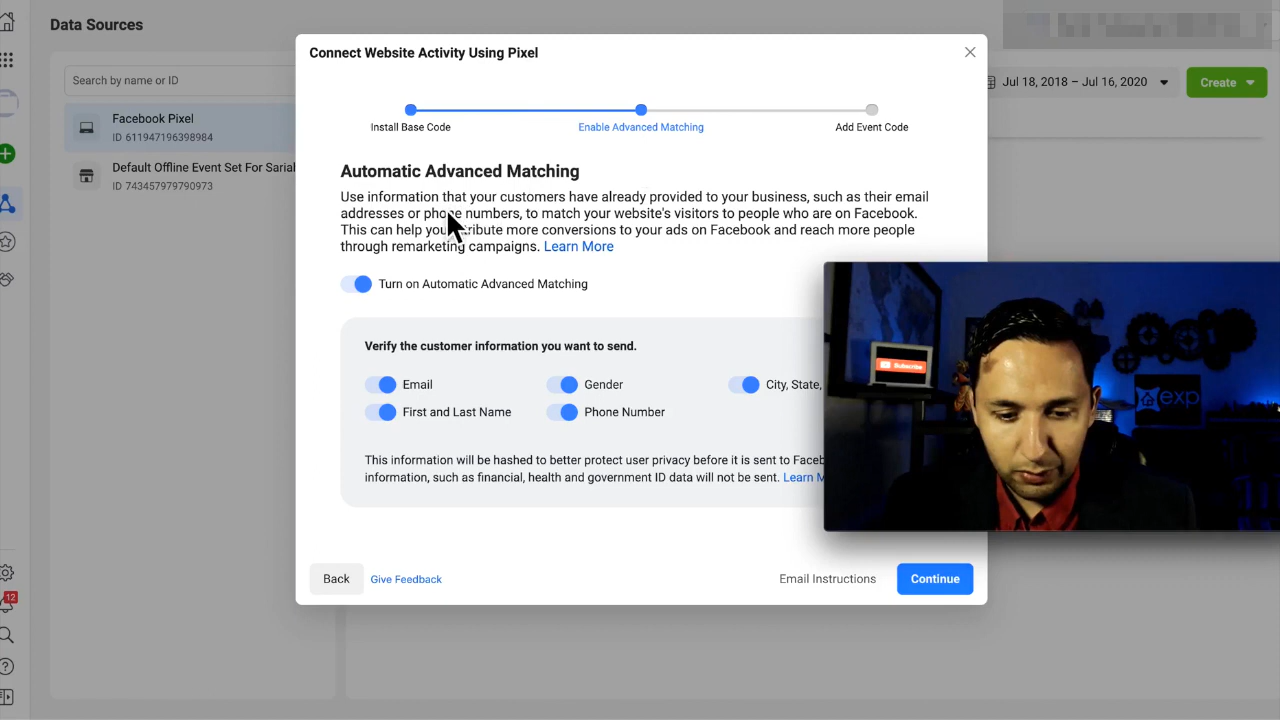 Data Sources
Search by name or ID
Facebook Pixel
ID 611947196398984
Default Offline Event Set For Sarial
ID 743457979790973
12
Jul 18, 2018 – Jul 16, 2020
Create
Connect Website Activity Using Pixel
Install Base Code
Enable Advanced Matching
Add Event Code
Automatic Advanced Matching
Use information that your customers have already provided to your business, such as their email
addresses or phone numbers, to match your website's visitors to people who are on Facebook.
This can help you attribute more conversions to your ads on Facebook and reach more people
through remarketing campaigns. Learn More
Turn on Automatic Advanced Matching
Verify the customer information you want to send.
Email
Gender
City, State,
First and Last Name
Phone Number
This information will be hashed to better protect user privacy before it is sent to Faceb
information, such as financial, health and government ID data will not be sent. Learn M
Back
Give Feedback
Email Instructions
Continue
Subscribe
exp